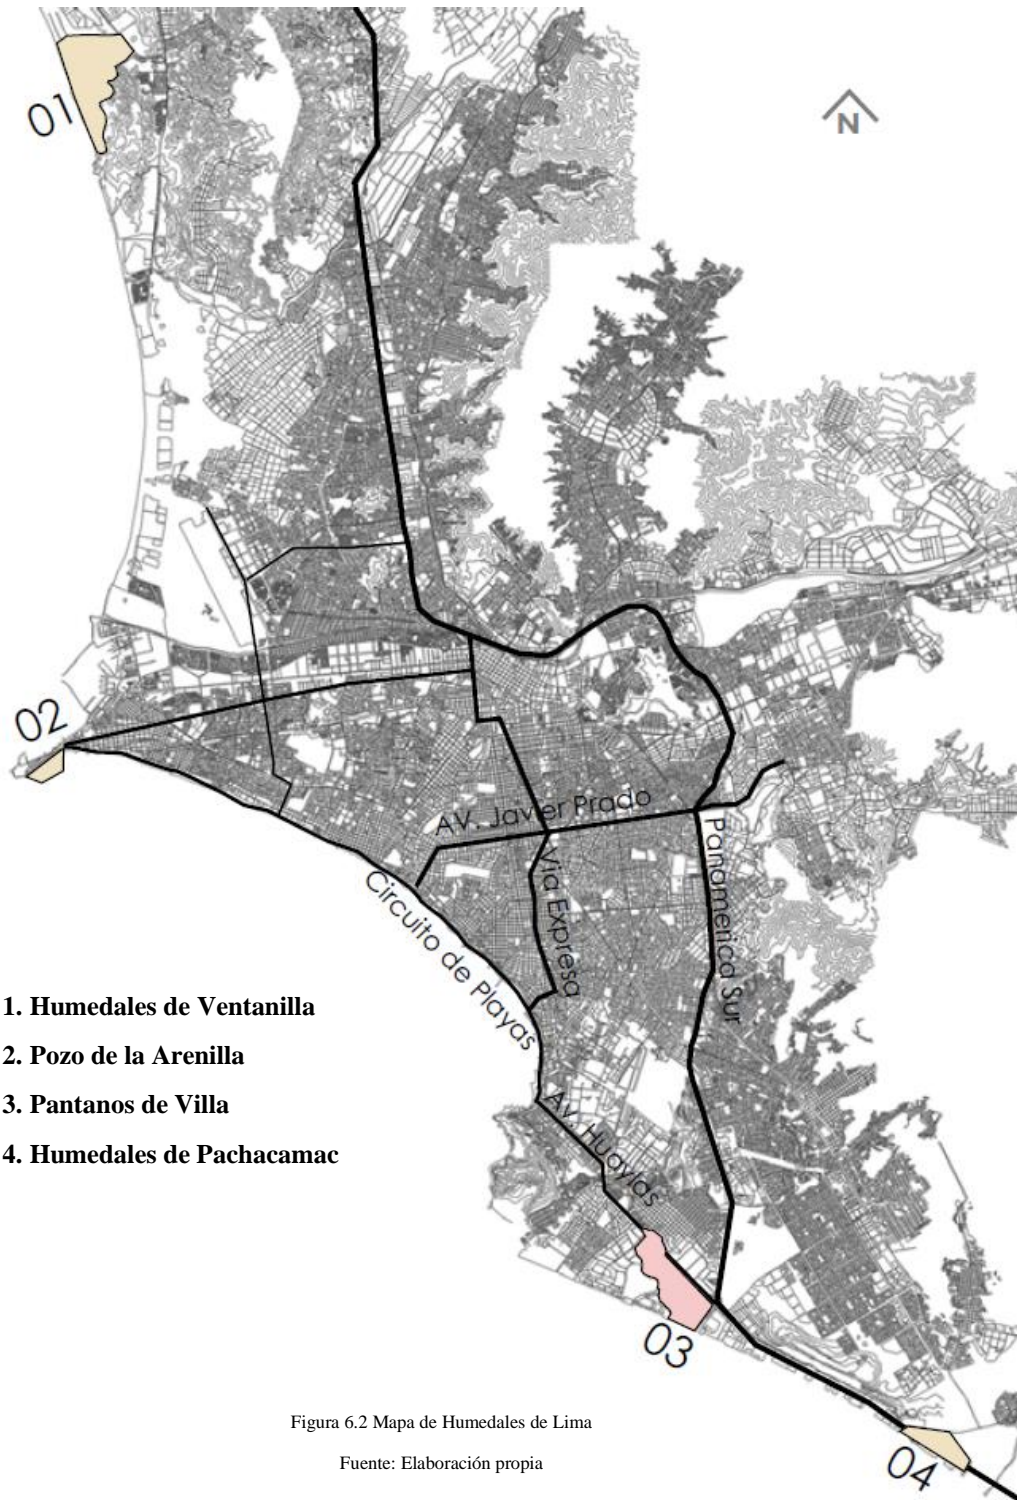 01
N
02
AV. Javier Prado
Panamerica Sur
Via Expresa
Circuito de Playas
1. Humedales de Ventanilla
2. Pozo de la Arenilla
3. Pantanos de Villa
4. Humedales de Pachacamac
AV. Huaylas
03
04
Figura 6.2 Mapa de Humedales de Lima
Fuente: Elaboración propia